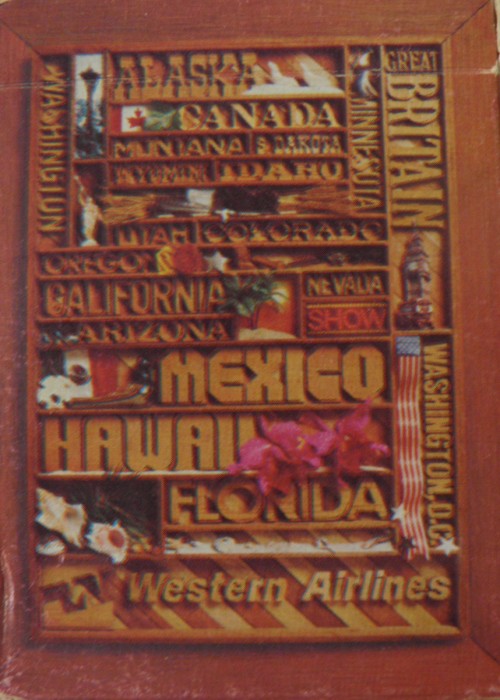 WASHINGTON
ALASKA
CANADA
MONTANA & S. DAKOTA
WYOMING IDAHO
MINNESOTA
GREAT BRITAIN
UTAH COLORADO
OREGON
CALIFORNIA
NEVADA
SHOW
ARIZONA
MEXICO
HAWAII
WASHINGTON, D.C.
FLORIDA
Western Airlines